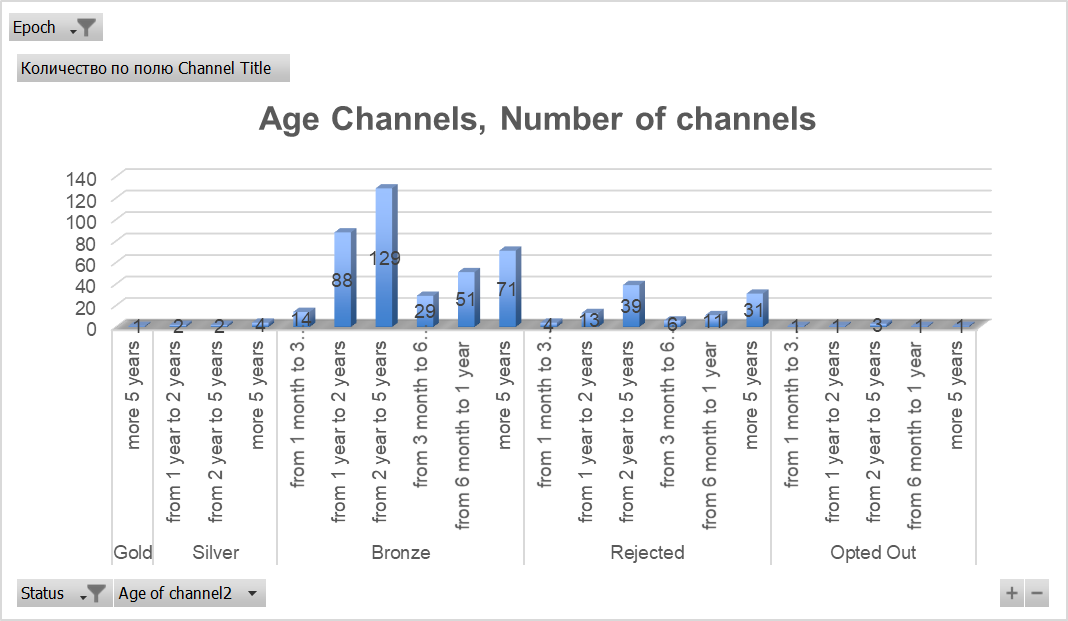 Epoch
Количество по полю Channel Title
Age Channels, Number of channels
140
120
100
80
60
40
20
0
1
2
2
4
14
88
129
29
51
71
4
13
39
6
11
31
1
1
3
1
1
more 5 years
from 1 year to 2 years
from 2 year to 5 years
more 5 years
from 1 month to 3…
from 1 year to 2 years
from 2 year to 5 years
from 3 month to 6…
from 6 month to 1 year
more 5 years
from 1 month to 3…
from 1 year to 2 years
from 2 year to 5 years
from 3 month to 6…
from 6 month to 1 year
more 5 years
from 1 month to 3…
from 1 year to 2 years
from 2 year to 5 years
from 6 month to 1 year
more 5 years
Gold
Silver
Bronze
Rejected
Opted Out
Status
Age of channel2
+ −